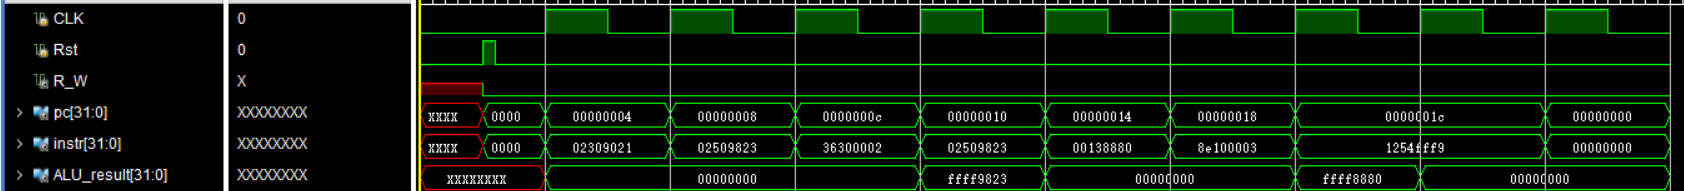 CLK 0
Rst 0
R_W X
pc[31:0] XXXXXXXX XXXX 0000 00000004 00000008 0000000c 00000010 00000014 00000018 0000001c 00000000
instr[31:0] XXXXXXXX XXXX 0000 02309021 02509823 36300002 02509823 00138880 8e100003 1254fff9 00000000
ALU_result[31:0] XXXXXXXX XXXXXXXX 00000000 ffff9823 00000000 ffff8880 00000000